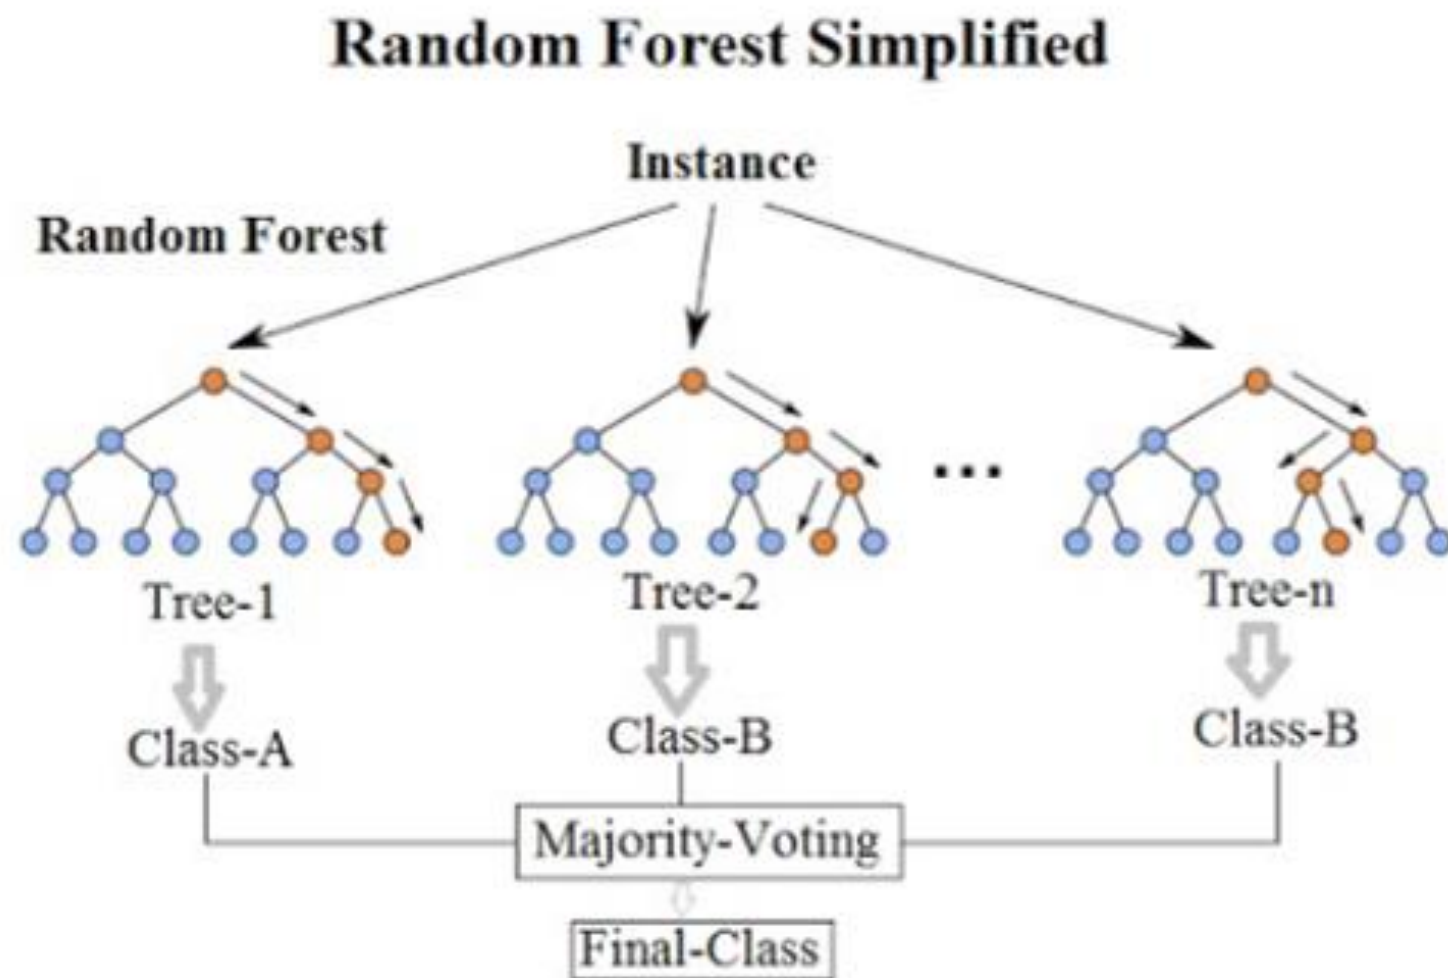 Random Forest Simplified
Instance
Random Forest
...
Tree-1
Tree-2
Tree-n
Class-A
Class-B
Class-B
Majority-Voting
Final-Class